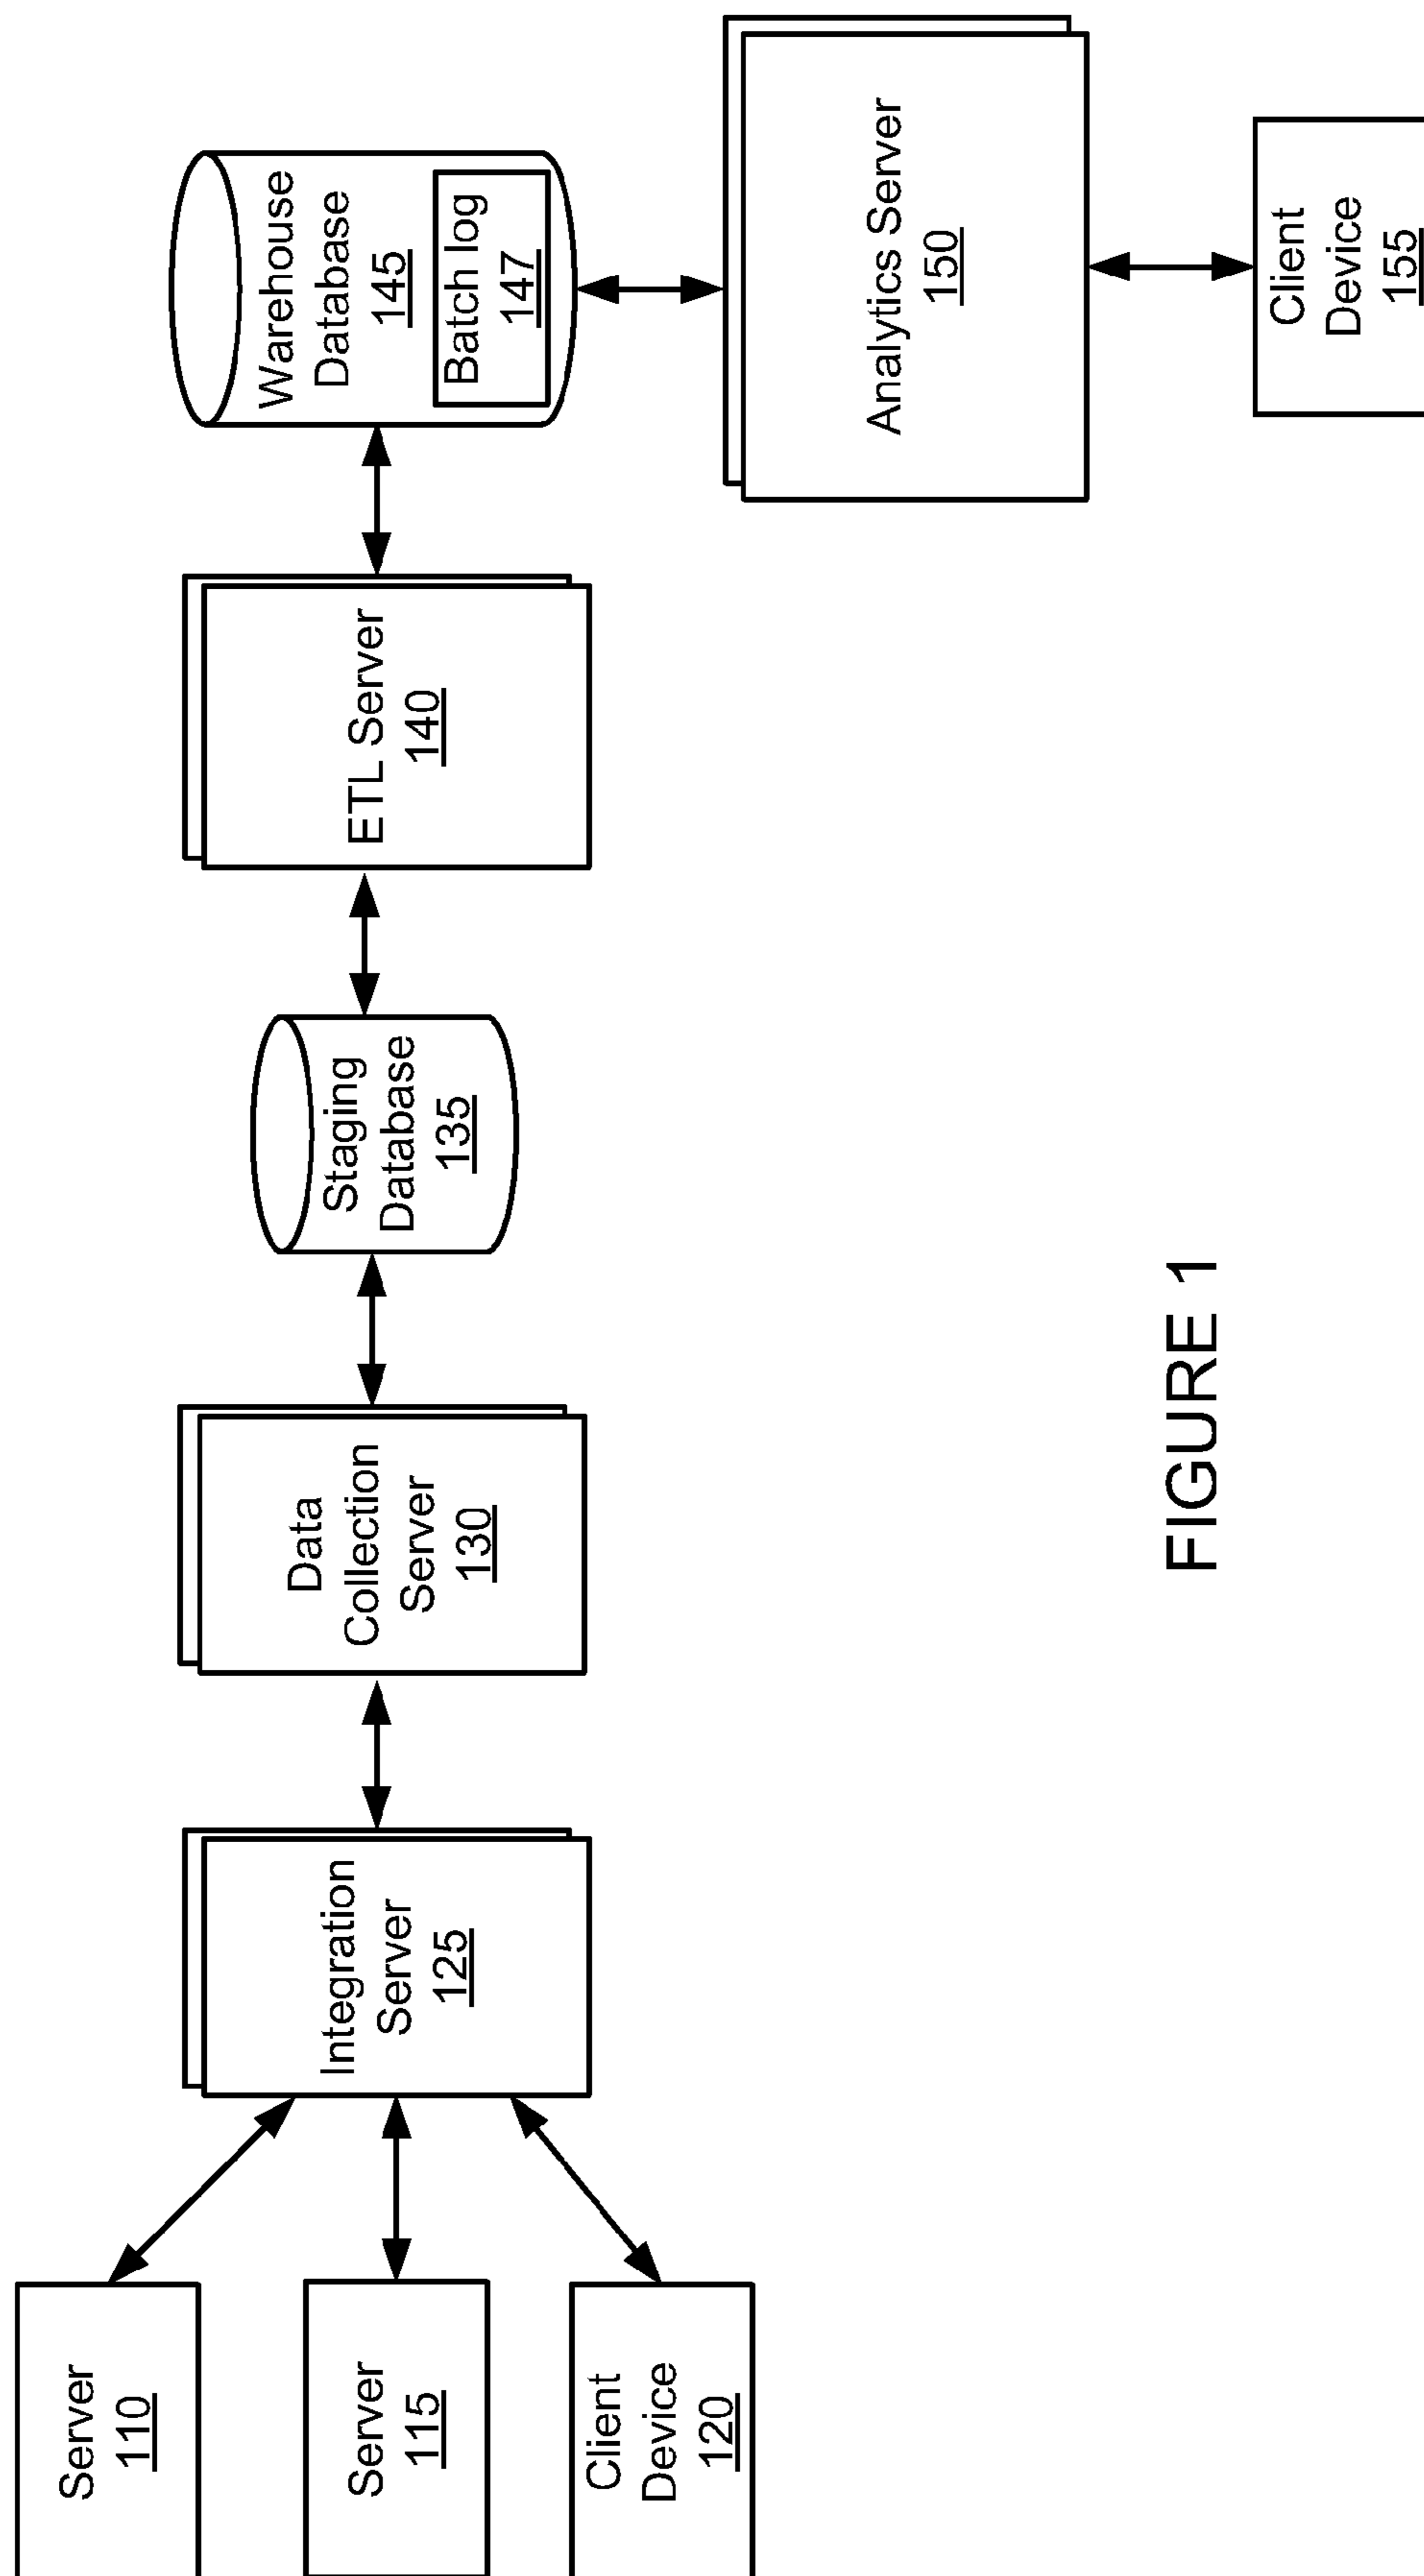 Server
110
Server
115
Client
Device
120
Integration
Server
125
Data
Collection
Server
130
Staging
Database
135
ETL Server
140
Warehouse
Database
145
Batch log
147
Analytics Server
150
Client
Device
155
FIGURE 1